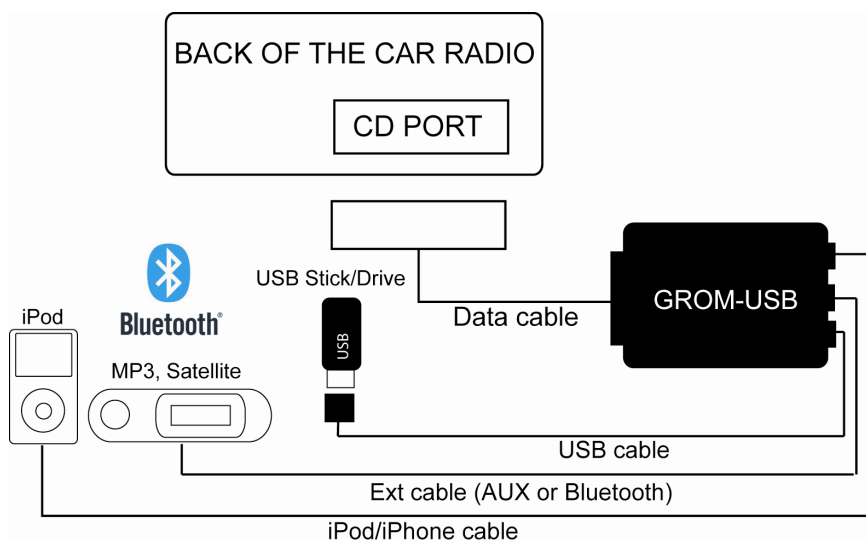 BACK OF THE CAR RADIO
CD PORT
USB Stick/Drive
Bluetooth®
iPod
MP3, Satellite
USB
Data cable
GROM-USB
USB cable
Ext cable (AUX or Bluetooth)
iPod/iPhone cable